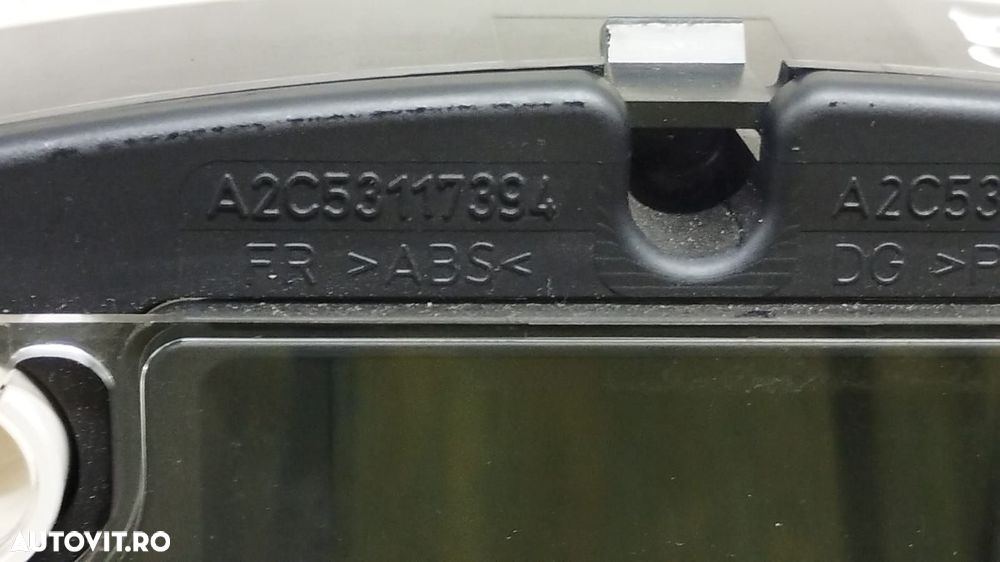 A2C53117394
FR >ABS<
A2C53
DG >P
AUTOVIT.RO